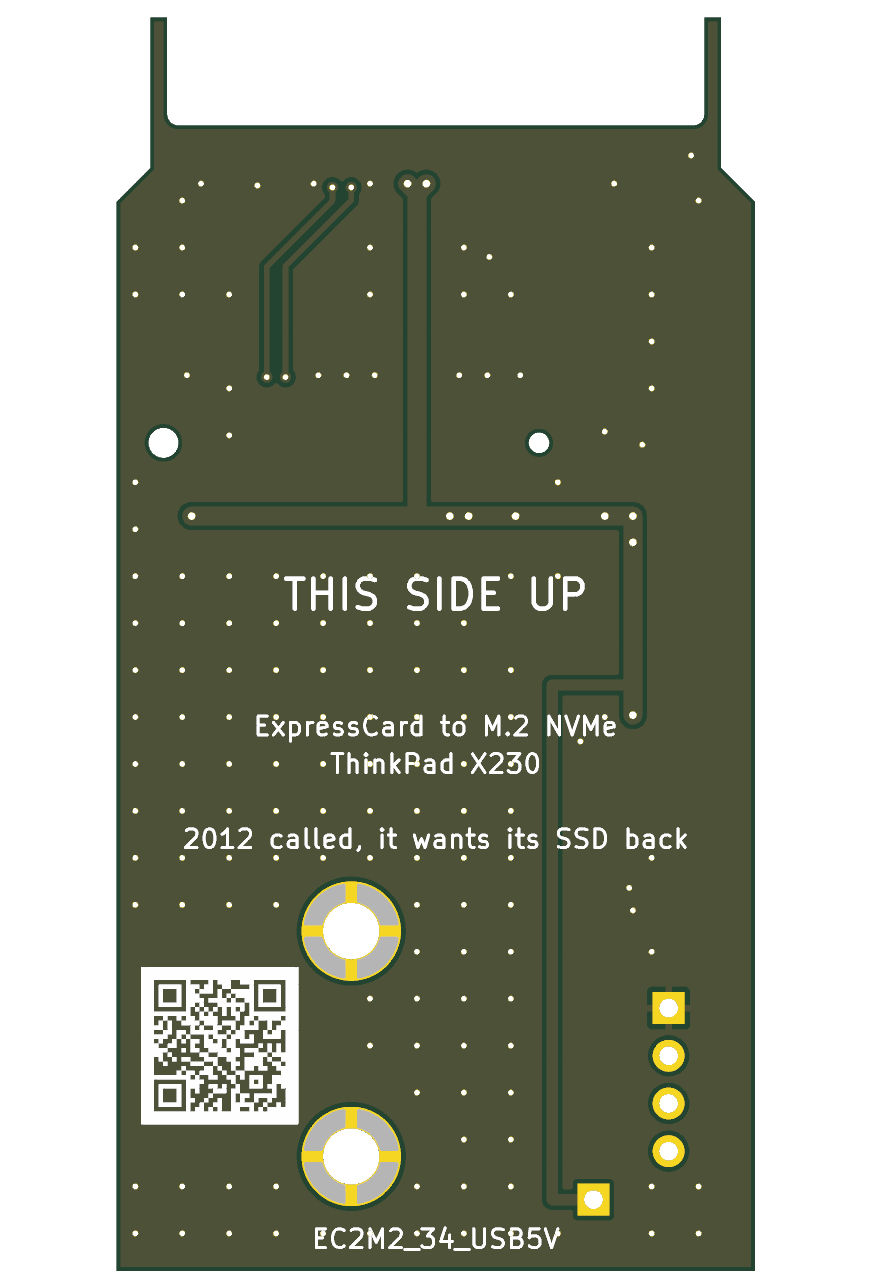 THIS SIDE UP
ExpressCard to M.2 NVMe
ThinkPad X230
2012 called, it wants its SSD back
EC2M2_34_USB5V